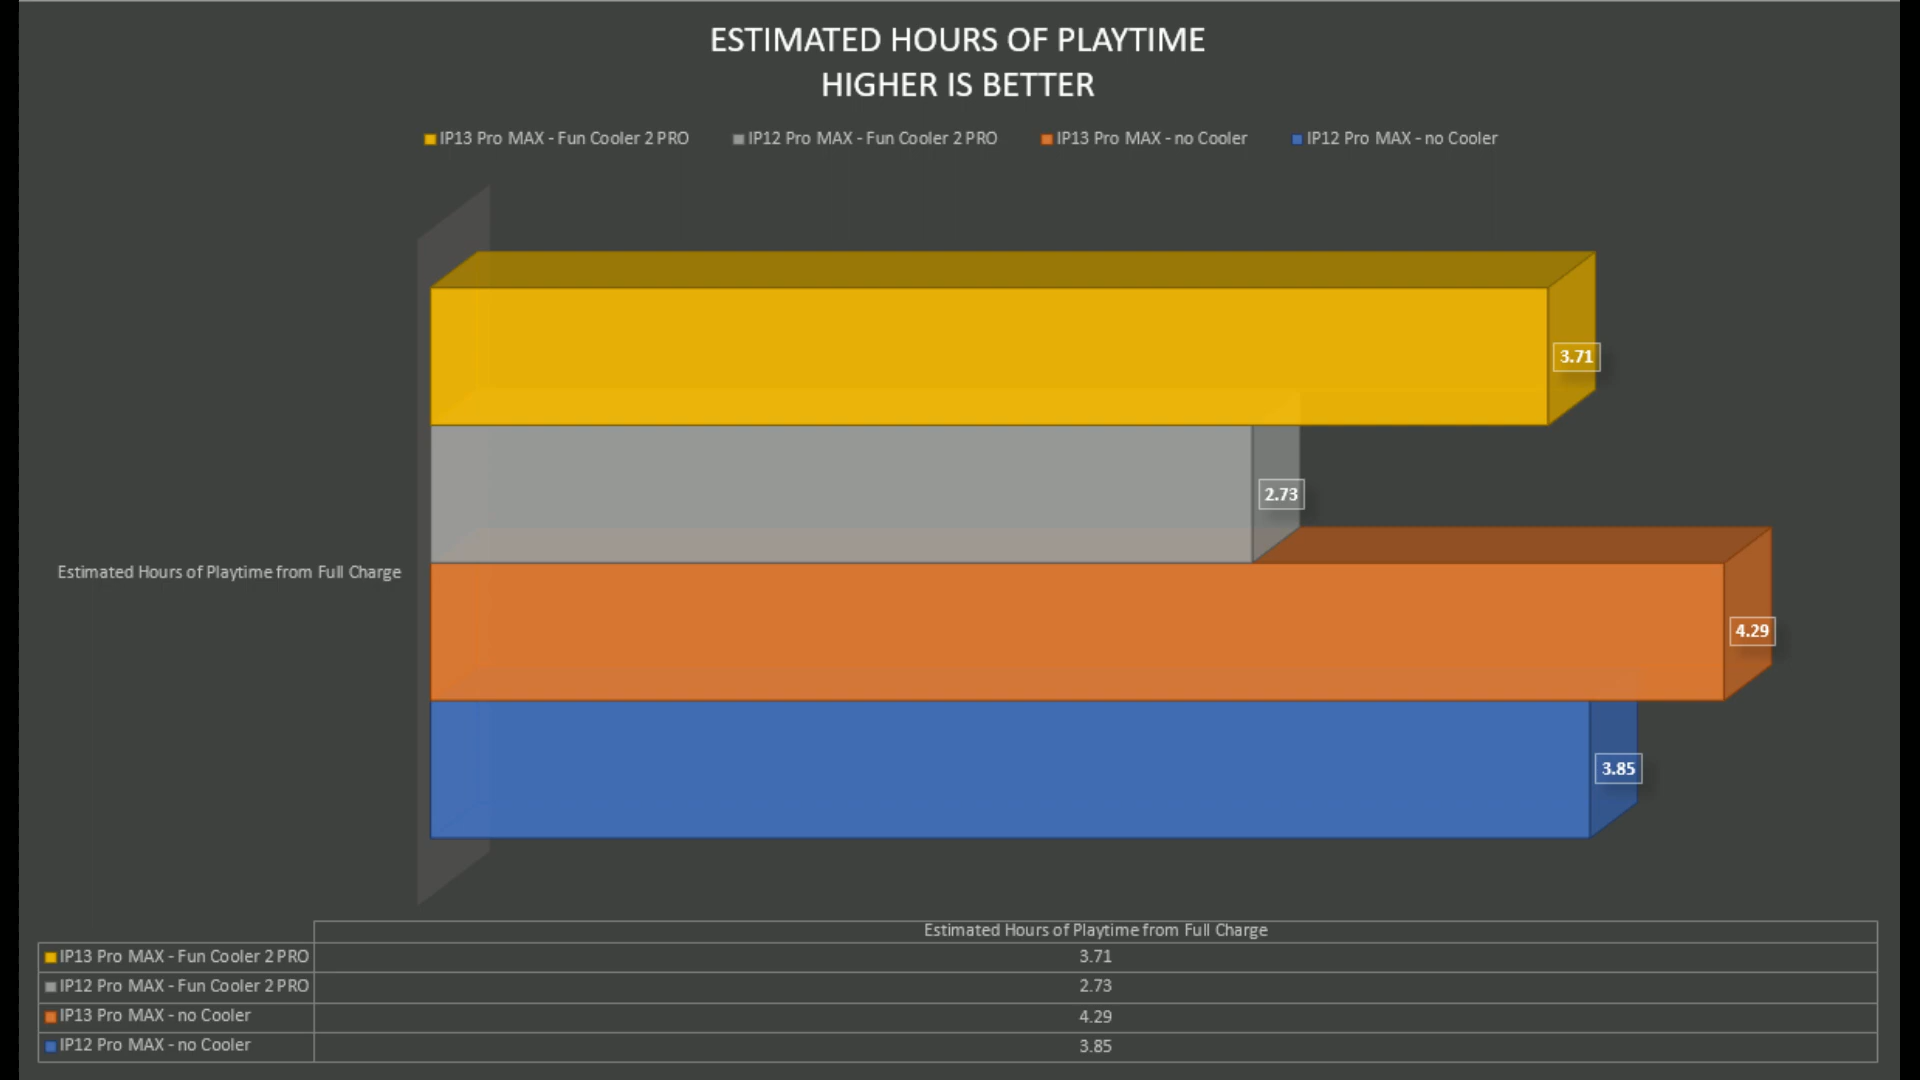 ESTIMATED HOURS OF PLAYTIME
HIGHER IS BETTER
IP13 Pro MAX - Fun Cooler 2 PRO IP12 Pro MAX - Fun Cooler 2 PRO IP13 Pro MAX - no Cooler IP12 Pro MAX - no Cooler
3.71
2.73
Estimated Hours of Playtime from Full Charge
4.29
3.85
Estimated Hours of Playtime from Full Charge
IP13 Pro MAX - Fun Cooler 2 PRO 3.71
IP12 Pro MAX - Fun Cooler 2 PRO 2.73
IP13 Pro MAX - no Cooler 4.29
IP12 Pro MAX - no Cooler 3.85